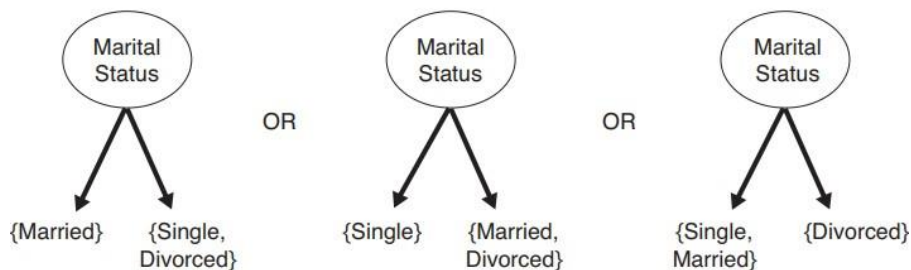 Marital
Status
Marital
Status
Marital
Status
OR
OR
{Married}
{Single,
Divorced}
{Single}
{Married,
Divorced}
{Single,
Married}
{Divorced}